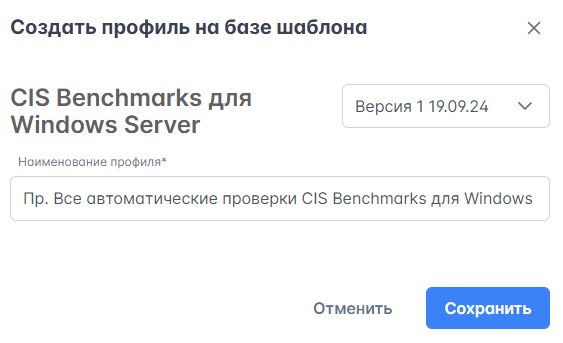 Создать профиль на базе шаблона
CIS Benchmarks для
Windows Server
Версия 1 19.09.24
Наименование профиля*
Пр. Все автоматические проверки CIS Benchmarks для Windows
Отменить
Сохранить